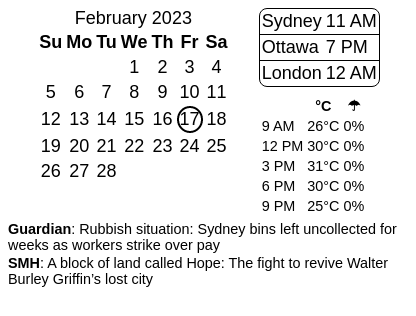 February 2023
Su Mo Tu We Th Fr Sa
1 2 3 4
5 6 7 8 9 10 11
12 13 14 15 16 17 18
19 20 21 22 23 24 25
26 27 28
Sydney 11 AM
Ottawa 7 PM
London 12 AM
°C ☂
9 AM 26°C 0%
12 PM 30°C 0%
3 PM 31°C 0%
6 PM 30°C 0%
9 PM 25°C 0%
Guardian: Rubbish situation: Sydney bins left uncollected for
weeks as workers strike over pay
SMH: A block of land called Hope: The fight to revive Walter
Burley Griffin’s lost city